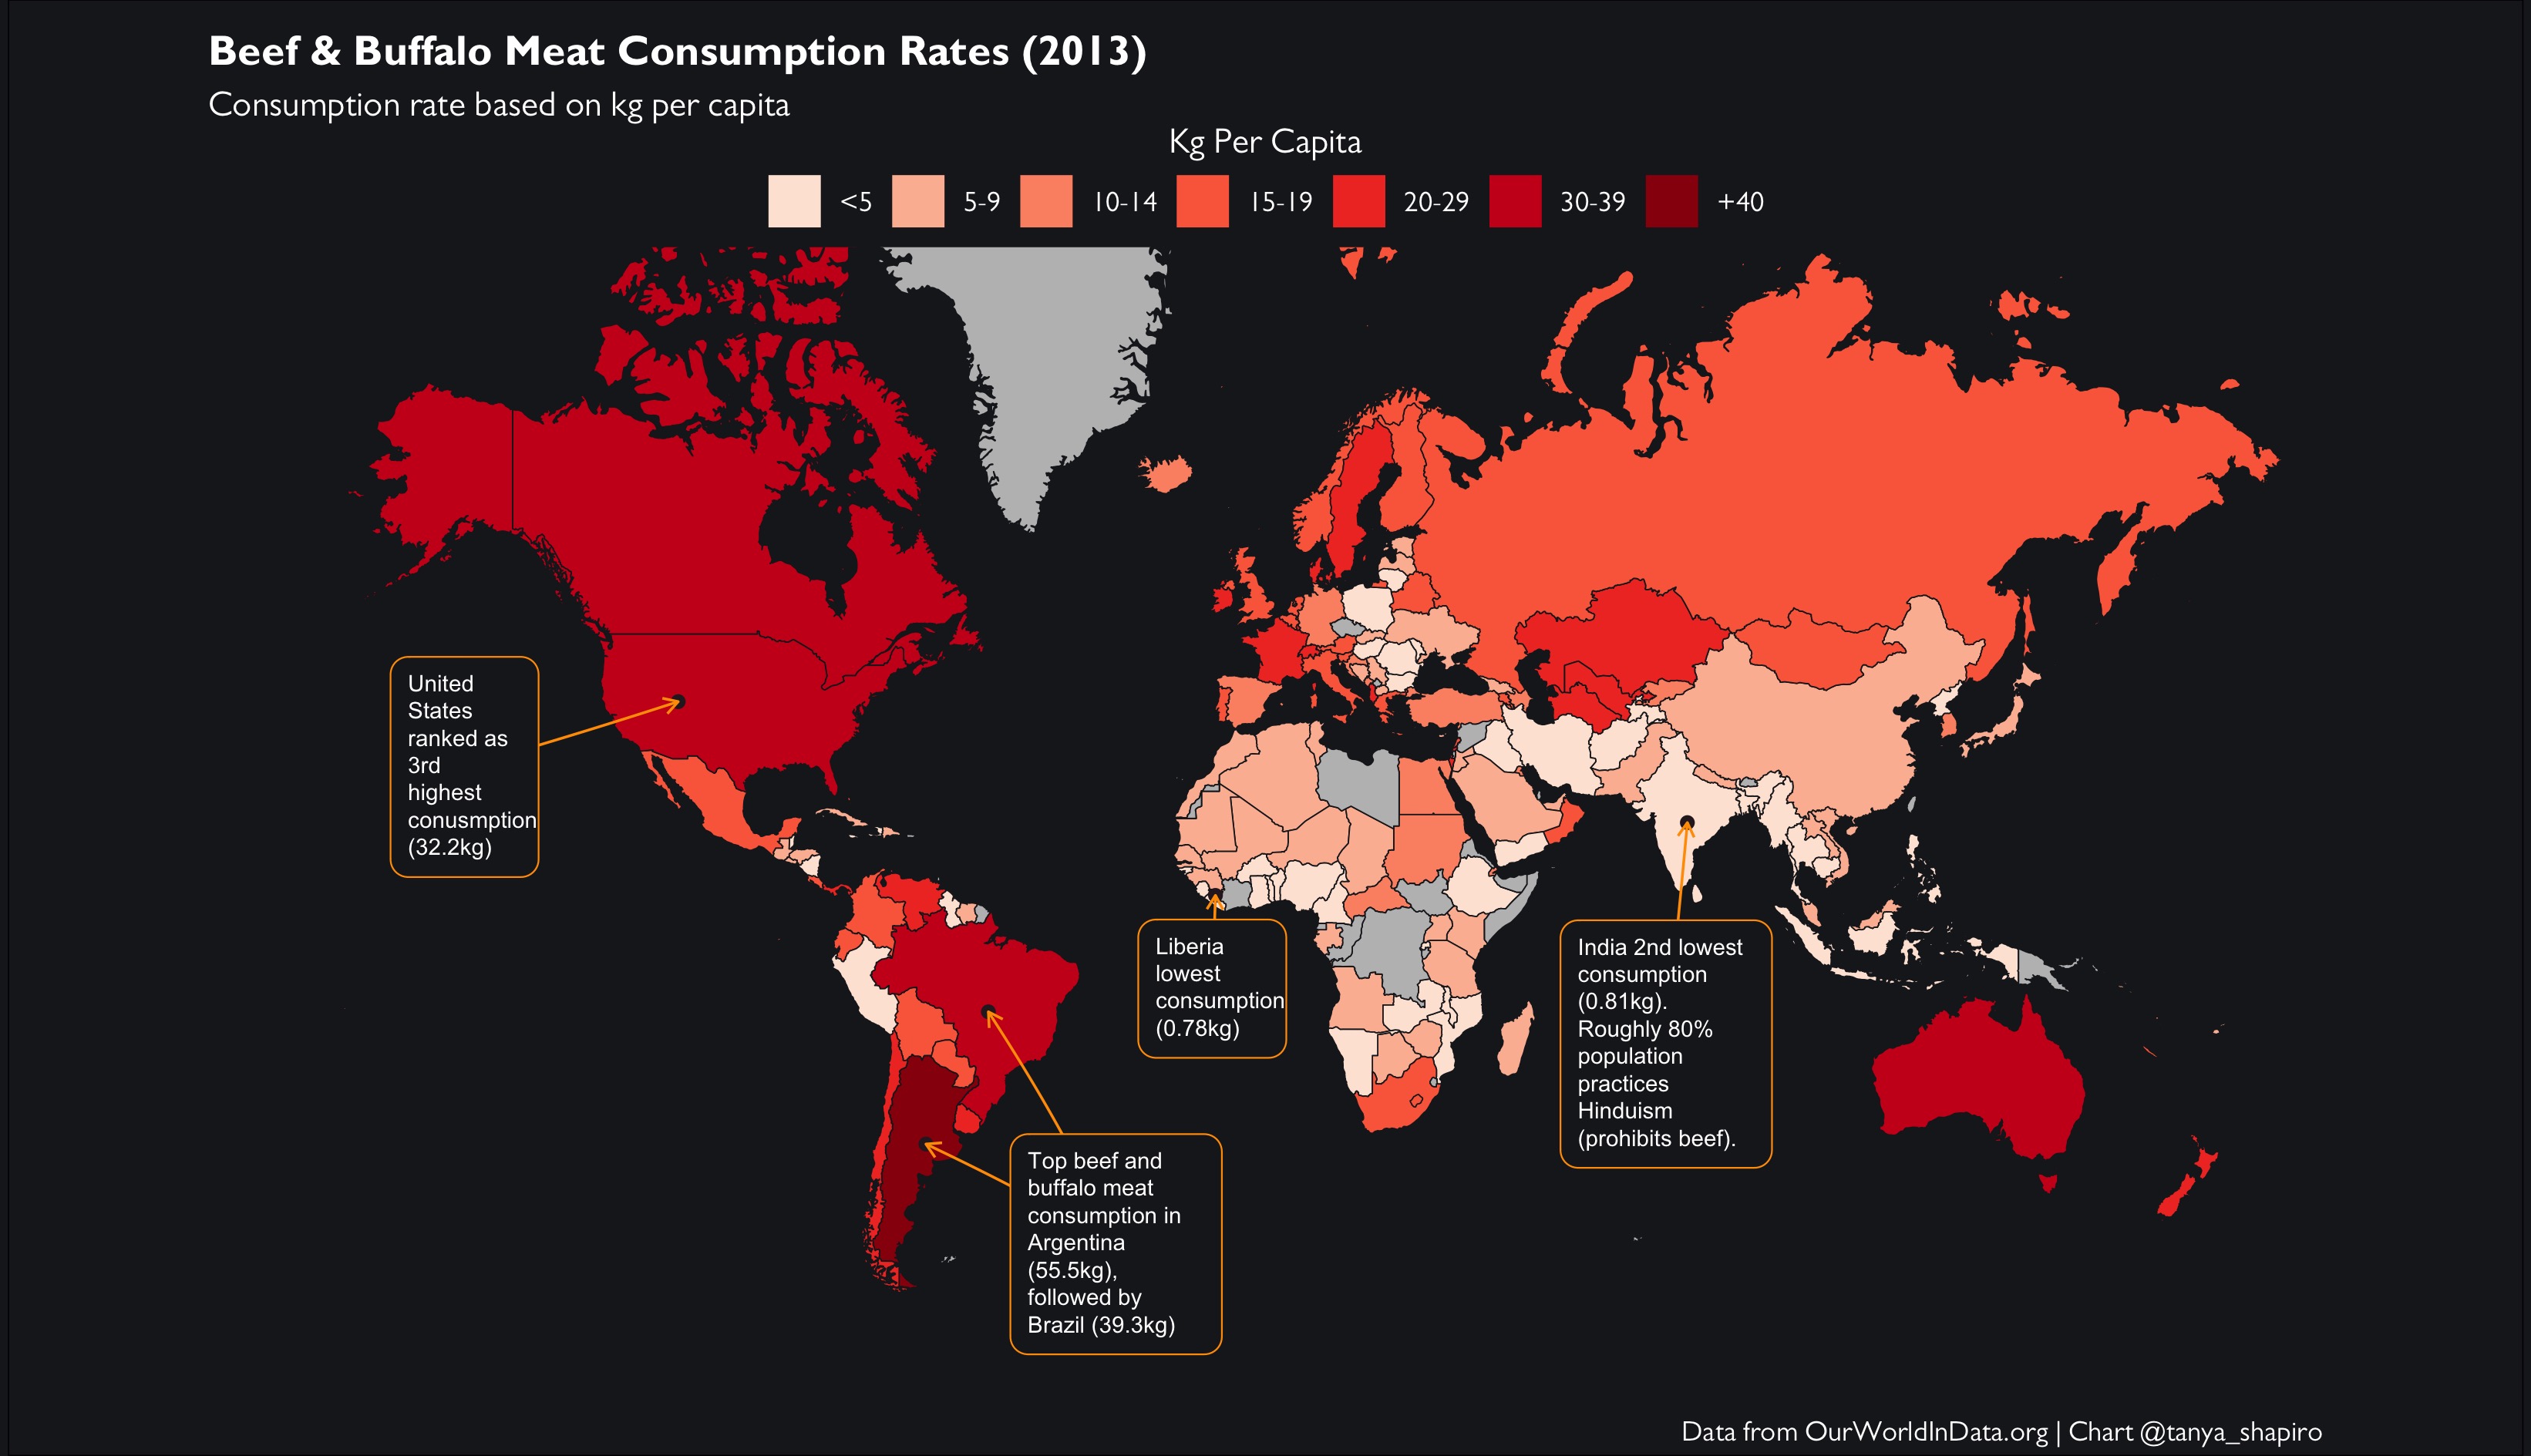 Beef & Buffalo Meat Consumption Rates (2013)
Consumption rate based on kg per capita
Kg Per Capita
<5 5-9 10-14 15-19 20-29 30-39 +40
United
States
ranked as
3rd
highest
conusmption
(32.2kg)
Liberia
lowest
consumption
(0.78kg)
India 2nd lowest
consumption
(0.81kg).
Roughly 80%
population
practices
Hinduism
(prohibits beef).
Top beef and
buffalo meat
consumption in
Argentina
(55.5kg),
followed by
Brazil (39.3kg)
Data from OurWorldInData.org | Chart @tanya_shapiro